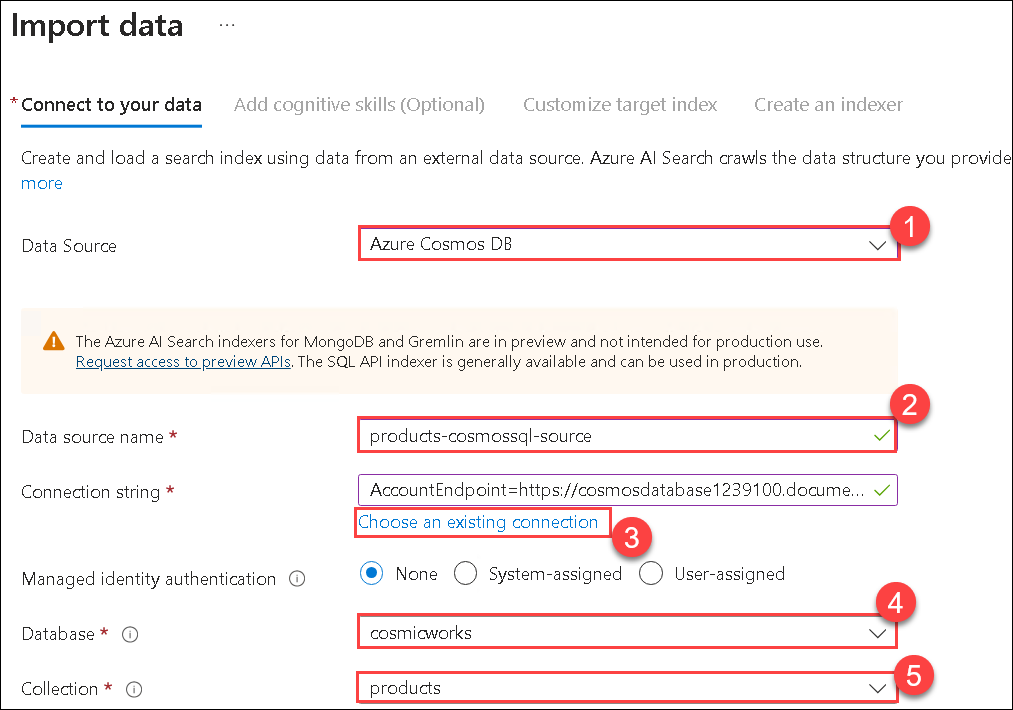 Import data ...
* Connect to your data Add cognitive skills (Optional) Customize target index Create an indexer
Create and load a search index using data from an external data source. Azure AI Search crawls the data structure you provide
more
1
Data Source Azure Cosmos DB
The Azure AI Search indexers for MongoDB and Gremlin are in preview and not intended for production use.
Request access to preview APIs. The SQL API indexer is generally available and can be used in production.
2
Data source name * products-cosmossql-source
Connection string * AccountEndpoint=https://cosmosdatabase1239100.docume...
Choose an existing connection
3
Managed identity authentication None System-assigned User-assigned
4
Database * cosmicworks
5
Collection * products